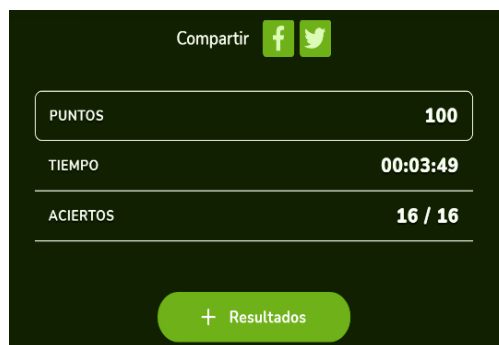 Compartir
PUNTOS 100
TIEMPO 00:03:49
ACIERTOS 16 / 16
+ Resultados